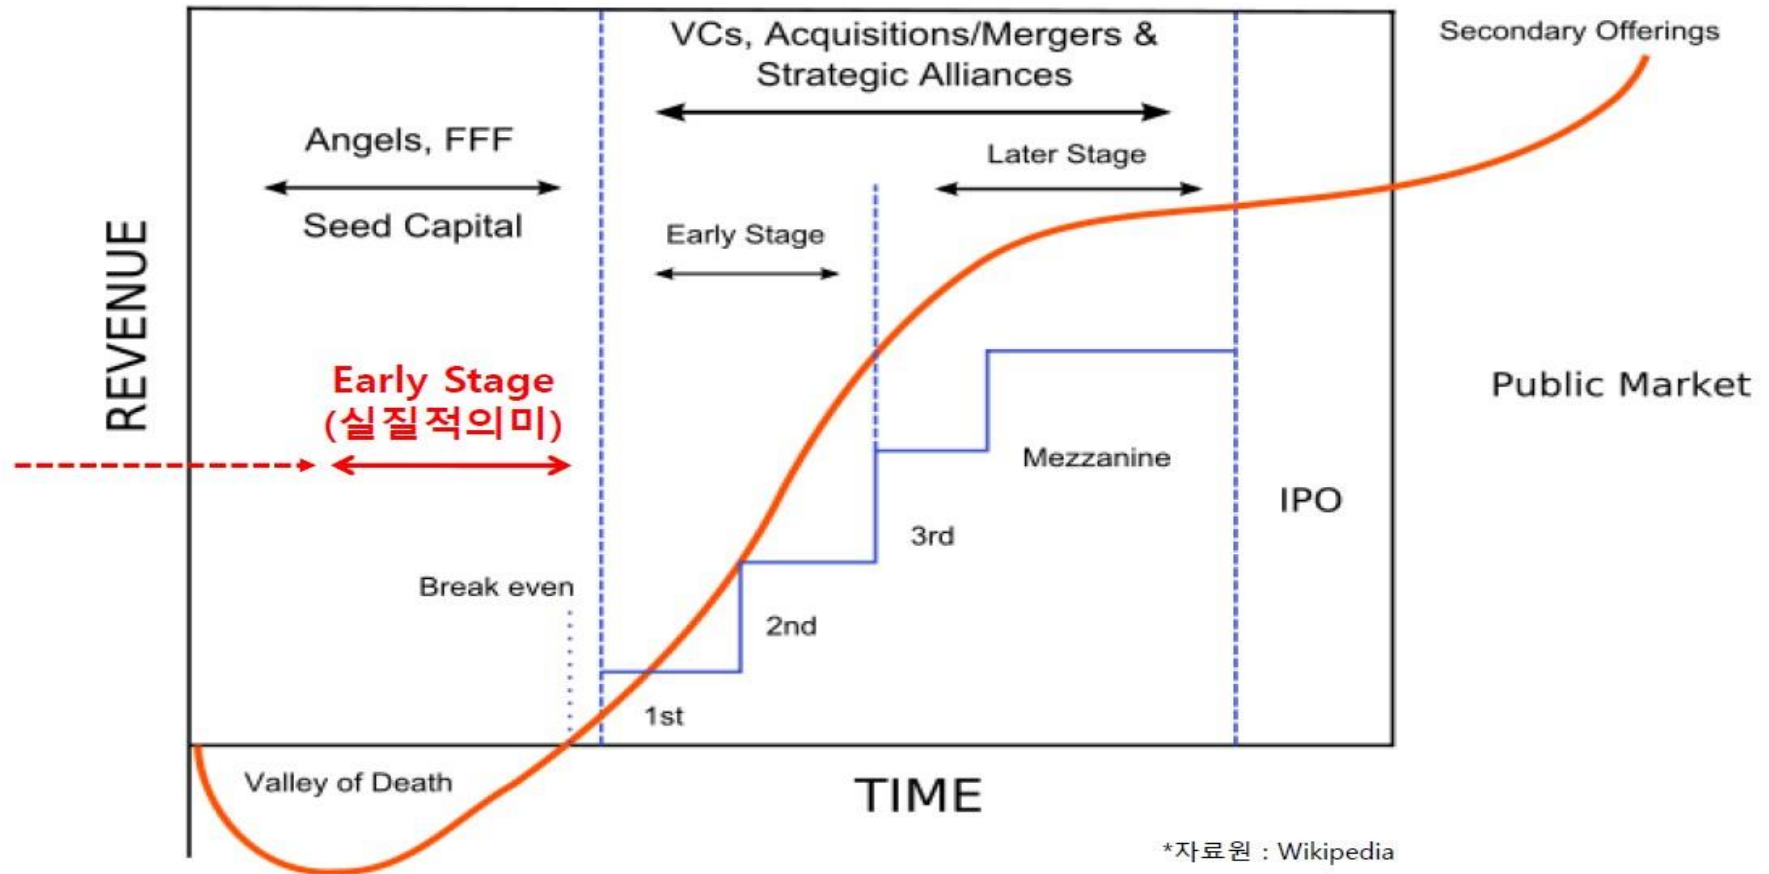 VCs, Acquisitions/Mergers &
Strategic Alliances
Secondary Offerings
Angels, FFF
Seed Capital
Later Stage
Early Stage
REVENUE
Early Stage
(실질적의미)
Public Market
Mezzanine
IPO
3rd
Break even
2nd
1st
Valley of Death
TIME
*자료원 : Wikipedia